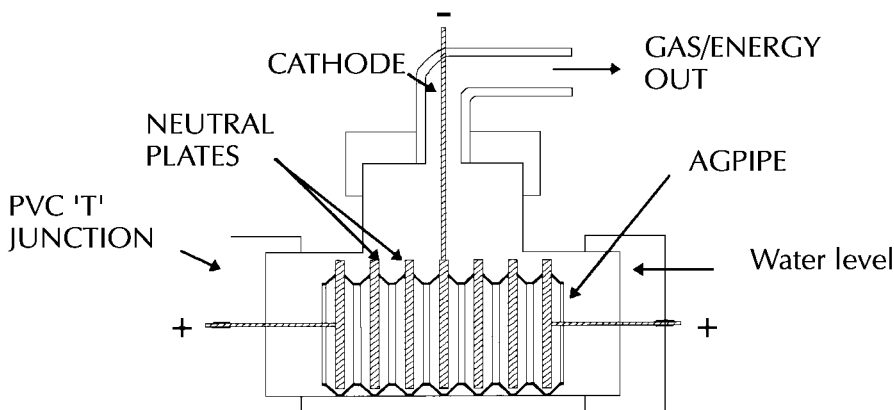 -
CATHODE
GAS/ENERGY
OUT
NEUTRAL
PLATES
AGPIPE
PVC 'T'
JUNCTION
Water level
+
+